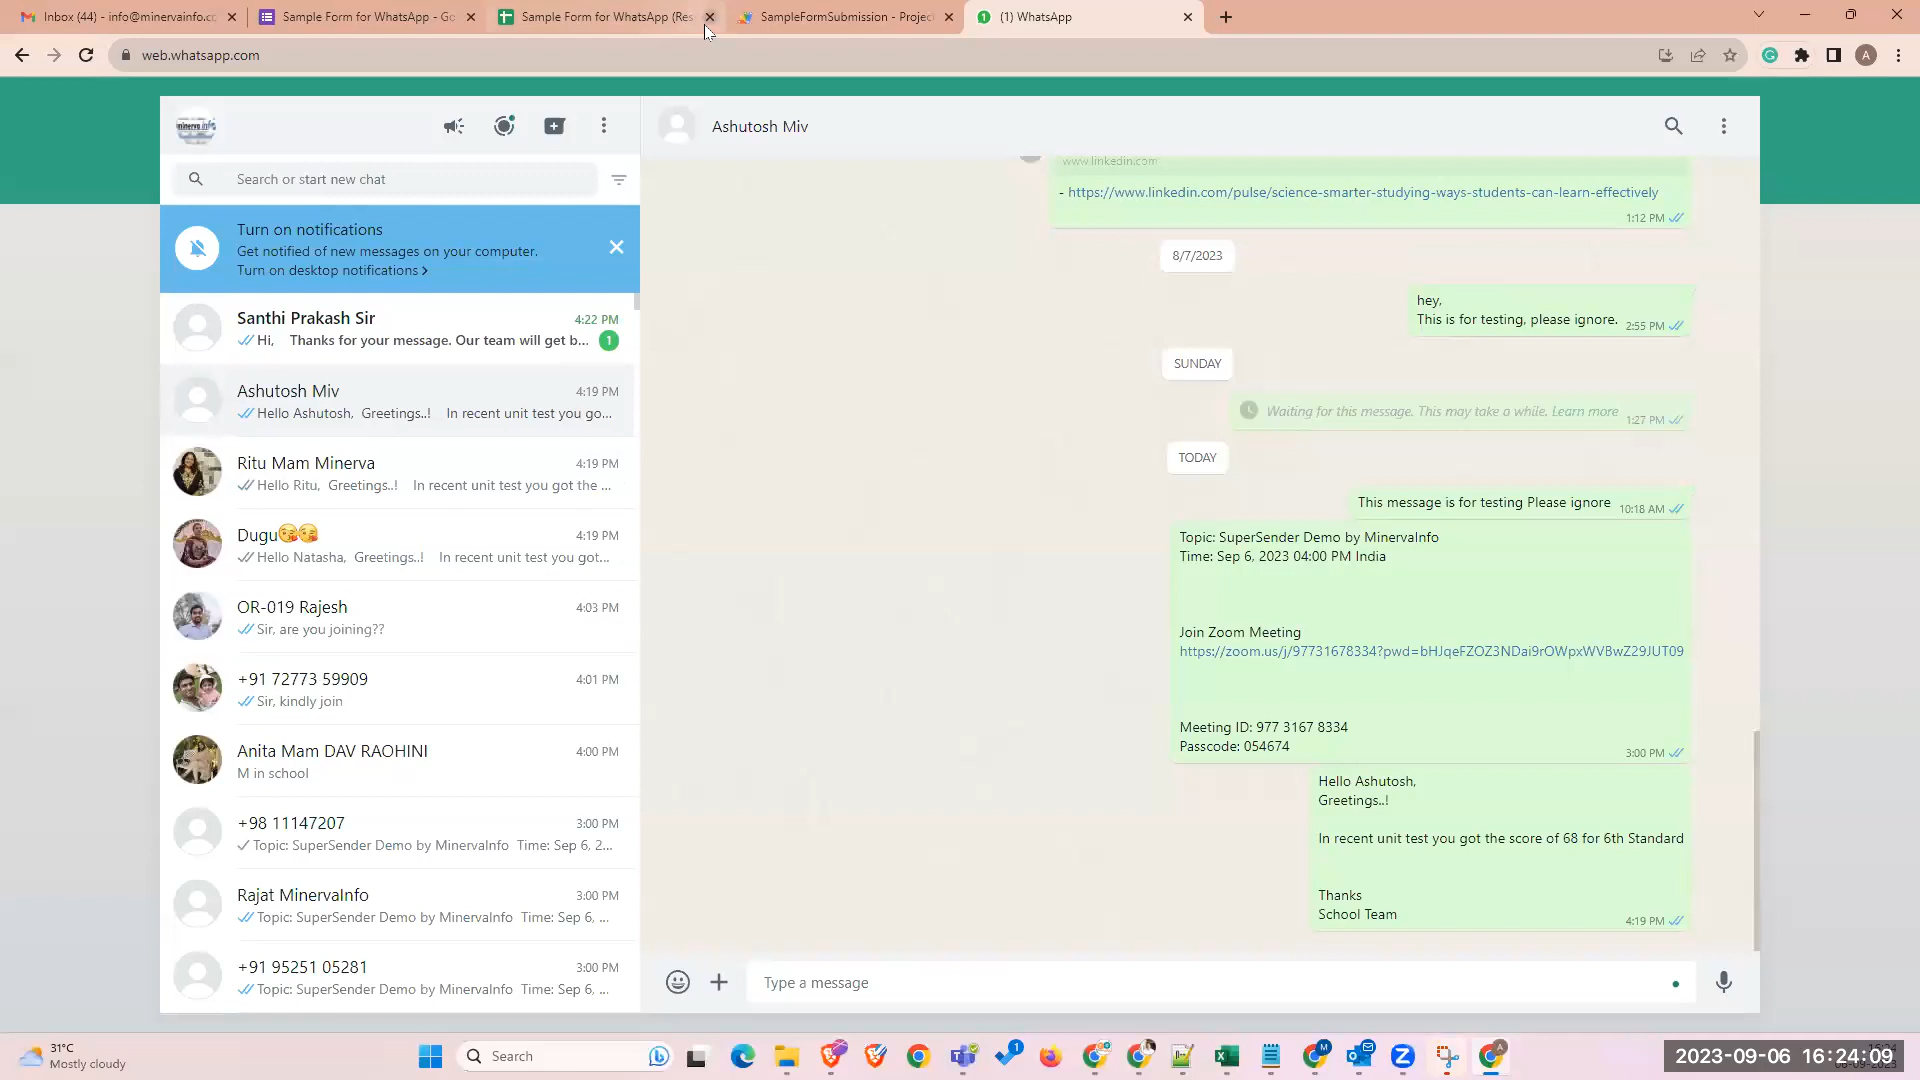 Inbox (44) - info@minervainfo.cc
Sample Form for WhatsApp - Go
Sample Form for WhatsApp (Res
SampleFormSubmission - Project
(1) WhatsApp
web.whatsapp.com
A
Ashutosh Miv
Search or start new chat
Turn on notifications
Get notified of new messages on your computer.
Turn on desktop notifications >
Santhi Prakash Sir
4:22 PM
Hi, Thanks for your message. Our team will get b...
1
Ashutosh Miv
4:19 PM
Hello Ashutosh, Greetings..! In recent unit test you go...
Ritu Mam Minerva
4:19 PM
Hello Ritu, Greetings..! In recent unit test you got the ...
Dugu😘😘
4:19 PM
Hello Natasha, Greetings..! In recent unit test you got...
OR-019 Rajesh
4:03 PM
Sir, are you joining??
+91 72773 59909
4:01 PM
Sir, kindly join
Anita Mam DAV RAOHINI
4:00 PM
M in school
+98 11147207
3:00 PM
Topic: SuperSender Demo by MinervaInfo Time: Sep 6, 2...
Rajat MinervaInfo
3:00 PM
Topic: SuperSender Demo by MinervaInfo Time: Sep 6, ...
+91 95251 05281
3:00 PM
Topic: SuperSender Demo by MinervaInfo Time: Sep 6, ...
www.linkedin.com
- https://www.linkedin.com/pulse/science-smarter-studying-ways-students-can-learn-effectively
1:12 PM
8/7/2023
hey,
This is for testing, please ignore.
2:55 PM
SUNDAY
Waiting for this message. This may take a while. Learn more
1:27 PM
TODAY
This message is for testing Please ignore
10:18 AM
Topic: SuperSender Demo by MinervaInfo
Time: Sep 6, 2023 04:00 PM India
Join Zoom Meeting
https://zoom.us/j/97731678334?pwd=bHJqeFZOZ3NDai9rOWpxWVBwZ29JUT09
Meeting ID: 977 3167 8334
Passcode: 054674
3:00 PM
Hello Ashutosh,
Greetings..!
In recent unit test you got the score of 68 for 6th Standard
Thanks
School Team
4:19 PM
Type a message
31°C
Mostly cloudy
Search
2023-09-06 16:24:09